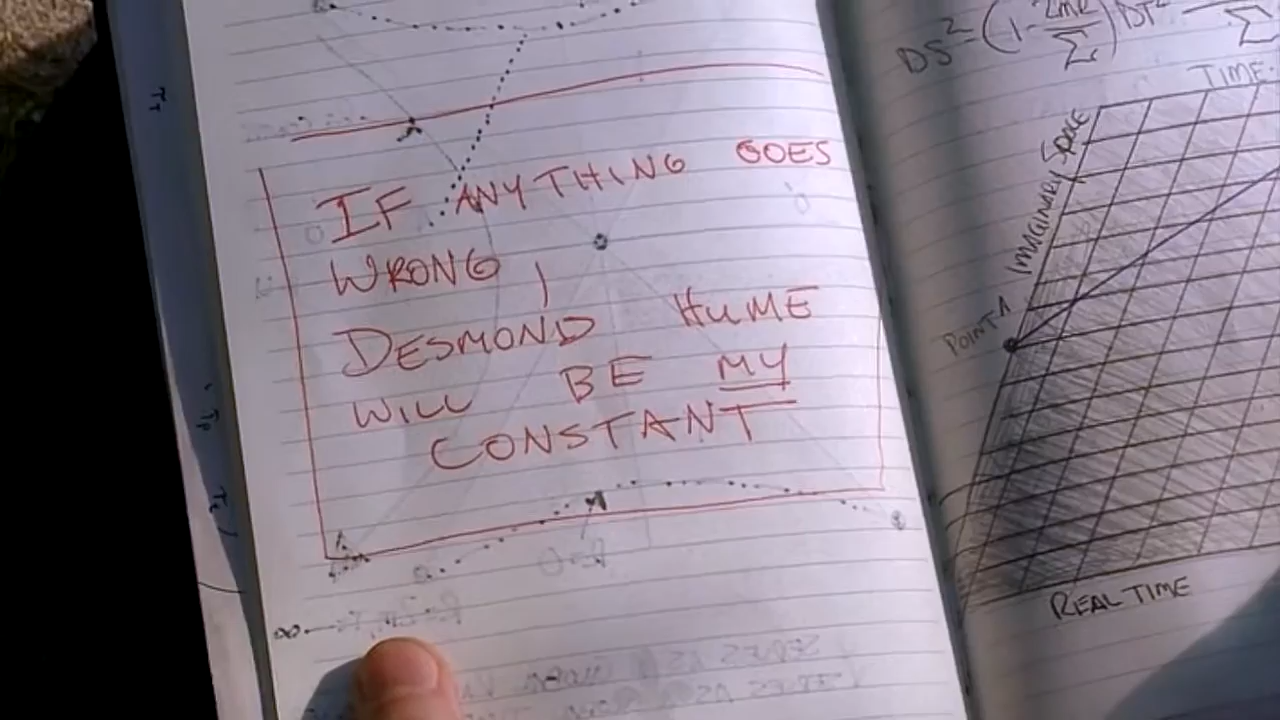 IF ANYTHING GOES
WRONG,
DESMOND HUME
WILL BE MY
CONSTANT
TIME
IMAGINARY SPACE
POINT A
REAL TIME